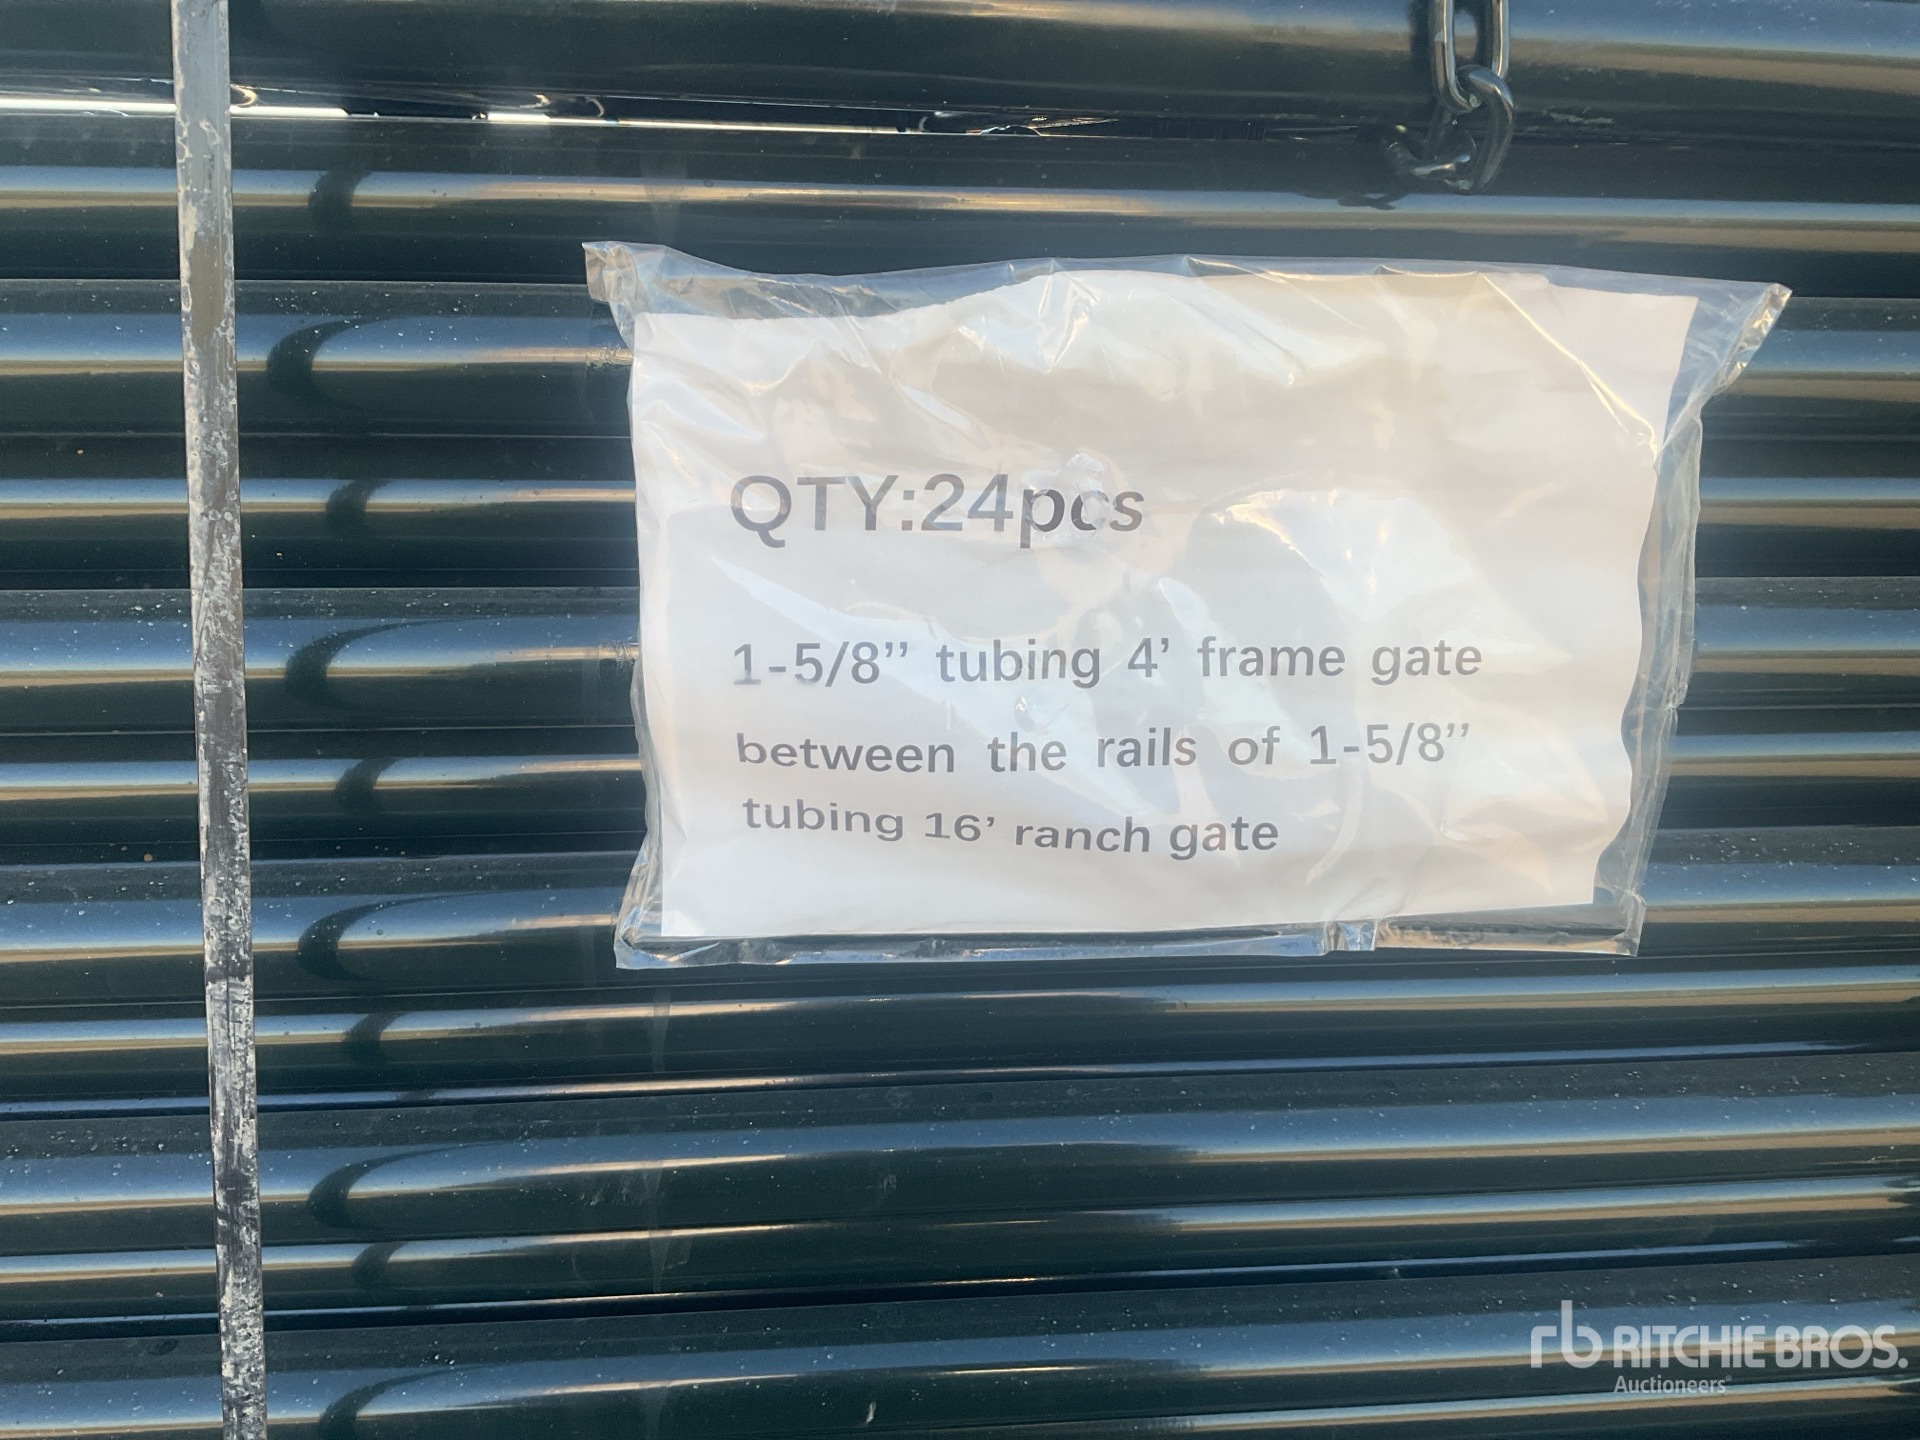 QTY:24pcs
1-5/8” tubing 4’ frame gate
between the rails of 1-5/8”
tubing 16’ ranch gate
rb RITCHIE BROS.
Auctioneers®